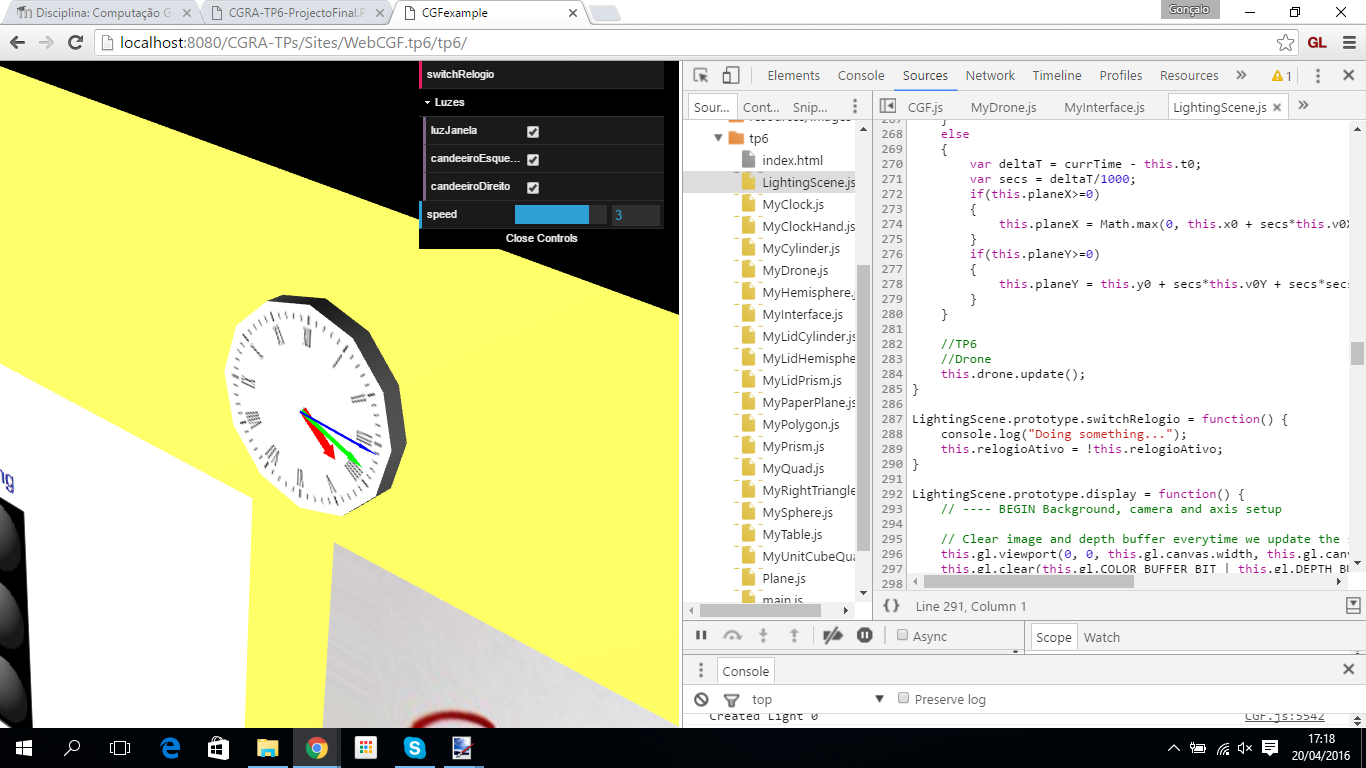 Disciplina: Computação G
CGRA-TP6-ProjectoFinal.P
CGFexample
Gonçalo
localhost:8080/CGRA-TPs/Sites/WebCGF.tp6/tp6/
GL
switchRelogio
Luzes
luzJanela
candeeiroEsque...
candeeiroDireito
speed 3
Close Controls
ng
Elements Console Sources Network Timeline Profiles Resources » 1
Sour... Cont... Snip...
CGF.js MyDrone.js MyInterface.js LightingScene.js »
resources/images
tp6
index.html
LightingScene.js
MyClock.js
MyClockHand.js
MyCylinder.js
MyDrone.js
MyHemisphere.j
MyInterface.js
MyLidCylinder.js
MyLidHemisphe
MyLidPrism.js
MyPaperPlane.js
MyPolygon.js
MyPrism.js
MyQuad.js
MyRightTriangle
MySphere.js
MyTable.js
MyUnitCubeQua
Plane.js
main.js
267 }
268 else
269 {
270 var deltaT = currTime - this.t0;
271 var secs = deltaT/1000;
272 if(this.planeX>=0)
273 {
274 this.planeX = Math.max(0, this.x0 + secs*this.v0X
275 }
276 if(this.planeY>=0)
277 {
278 this.planeY = this.y0 + secs*this.v0Y + secs*secs
279 }
280 }
281
282 //TP6
283 //Drone
284 this.drone.update();
285 }
286
287 LightingScene.prototype.switchRelogio = function() {
288 console.log("Doing something...");
289 this.relogioAtivo = !this.relogioAtivo;
290 }
291
292 LightingScene.prototype.display = function() {
293 // ---- BEGIN Background, camera and axis setup
294
295 // Clear image and depth buffer everytime we update the
296 this.gl.viewport(0, 0, this.gl.canvas.width, this.gl.canv
297 this.gl.clear(this.gl.COLOR_BUFFER_BIT | this.gl.DEPTH_BU
298
{} Line 291, Column 1
Async
Scope Watch
Console
top Preserve log
Created Light 0 CGF.js:5542
17:18
20/04/2016